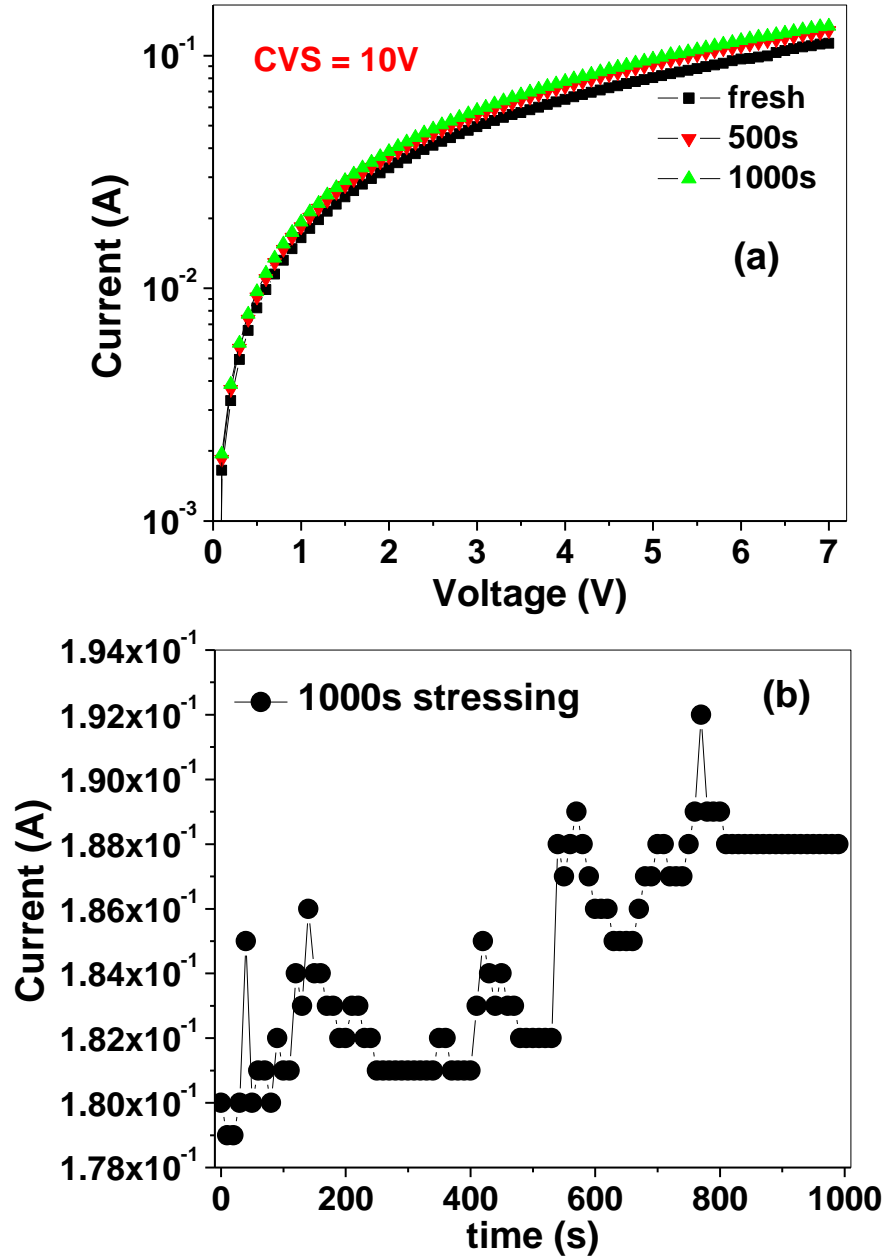 CVS = 10V
fresh
500s
1000s
(a)
Current (A)
10⁻¹
10⁻²
10⁻³
0 1 2 3 4 5 6 7
Voltage (V)
1000s stressing
(b)
Current (A)
1.94x10⁻¹
1.92x10⁻¹
1.90x10⁻¹
1.88x10⁻¹
1.86x10⁻¹
1.84x10⁻¹
1.82x10⁻¹
1.80x10⁻¹
1.78x10⁻¹
0 200 400 600 800 1000
time (s)